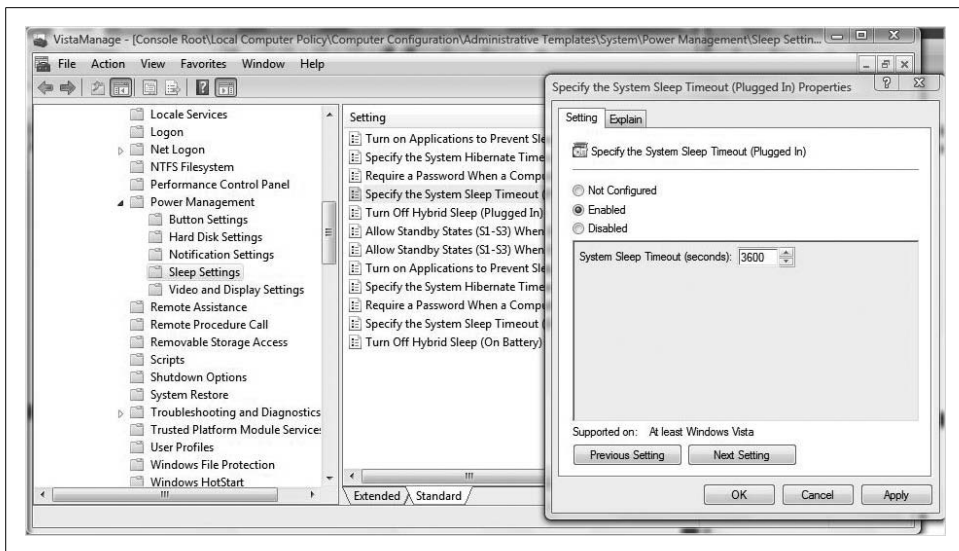 VistaManage - [Console Root\Local Computer Policy\Computer Configuration\Administrative Templates\System\Power Management\Sleep Settin...
File Action View Favorites Window Help
Locale Services
Logon
Net Logon
NTFS Filesystem
Performance Control Panel
Power Management
Button Settings
Hard Disk Settings
Notification Settings
Sleep Settings
Video and Display Settings
Remote Assistance
Remote Procedure Call
Removable Storage Access
Scripts
Shutdown Options
System Restore
Troubleshooting and Diagnostics
Trusted Platform Module Services
User Profiles
Windows File Protection
Windows HotStart
Setting
Turn on Applications to Prevent Sle
Specify the System Hibernate Time
Require a Password When a Compu
Specify the System Sleep Timeout (
Turn Off Hybrid Sleep (Plugged In)
Allow Standby States (S1-S3) When
Allow Standby States (S1-S3) When
Turn on Applications to Prevent Sle
Specify the System Hibernate Time
Require a Password When a Compu
Specify the System Sleep Timeout (
Turn Off Hybrid Sleep (On Battery)
Extended Standard
Specify the System Sleep Timeout (Plugged In) Properties
Setting Explain
Specify the System Sleep Timeout (Plugged In)
Not Configured
Enabled
Disabled
System Sleep Timeout (seconds): 3600
Supported on: At least Windows Vista
Previous Setting Next Setting
OK Cancel Apply